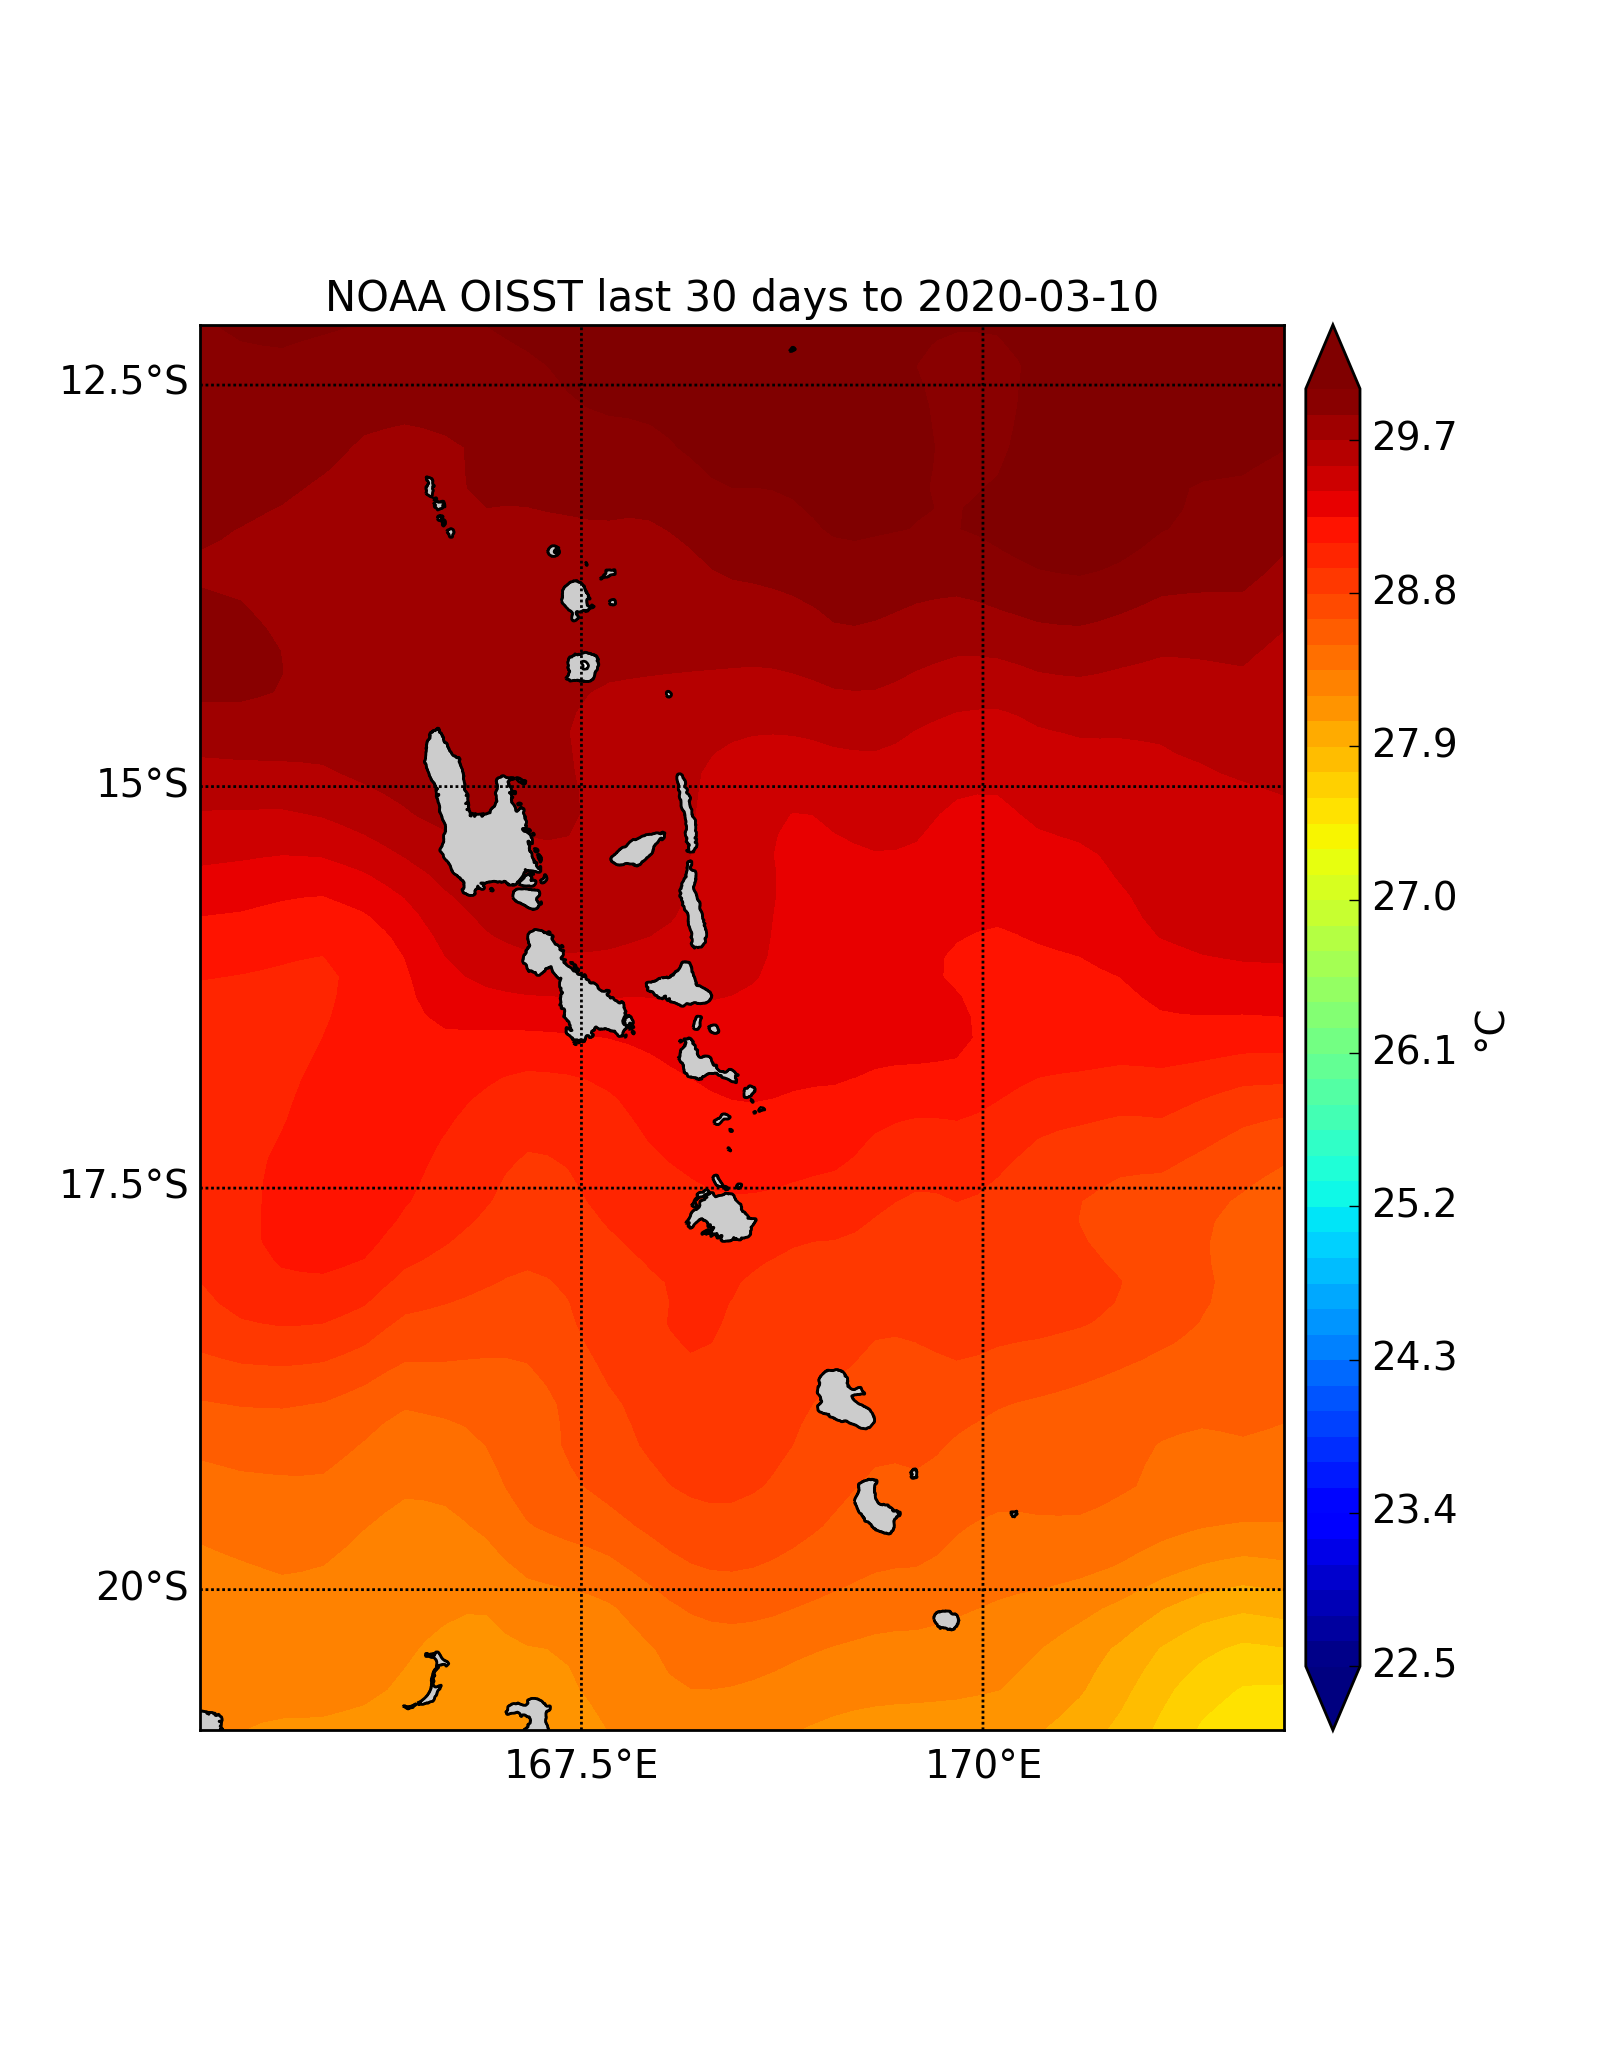 NOAA OISST last 30 days to 2020-03-10
12.5°S
15°S
17.5°S
20°S
167.5°E
170°E
29.7
28.8
27.9
27.0
26.1
25.2
24.3
23.4
22.5
°C